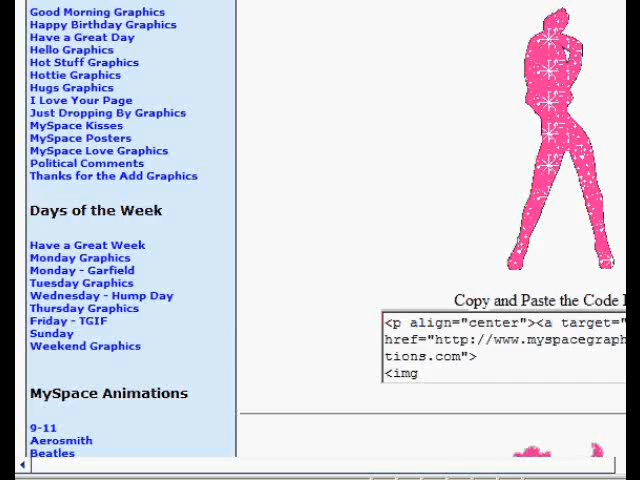 Good Morning Graphics
Happy Birthday Graphics
Have a Great Day
Hello Graphics
Hot Stuff Graphics
Hottie Graphics
Hugs Graphics
I Love Your Page
Just Dropping By Graphics
MySpace Kisses
MySpace Posters
MySpace Love Graphics
Political Comments
Thanks for the Add Graphics
Days of the Week
Have a Great Week
Monday Graphics
Monday - Garfield
Tuesday Graphics
Wednesday - Hump Day
Thursday Graphics
Friday - TGIF
Sunday
Weekend Graphics
MySpace Animations
9-11
Aerosmith
Beatles
Copy and Paste the Code
<p align="center"><a target="
href="http://www.myspacegraph
tions.com">
<img